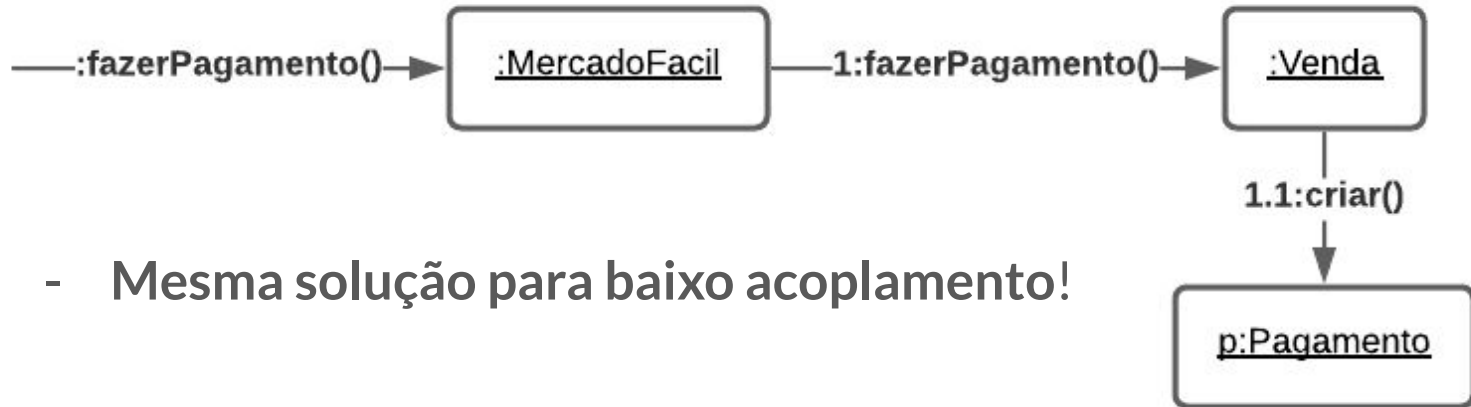 :fazerPagamento()
:MercadoFacil
1:fazerPagamento()
:Venda
1.1:criar()
- Mesma solução para baixo acoplamento!
p:Pagamento